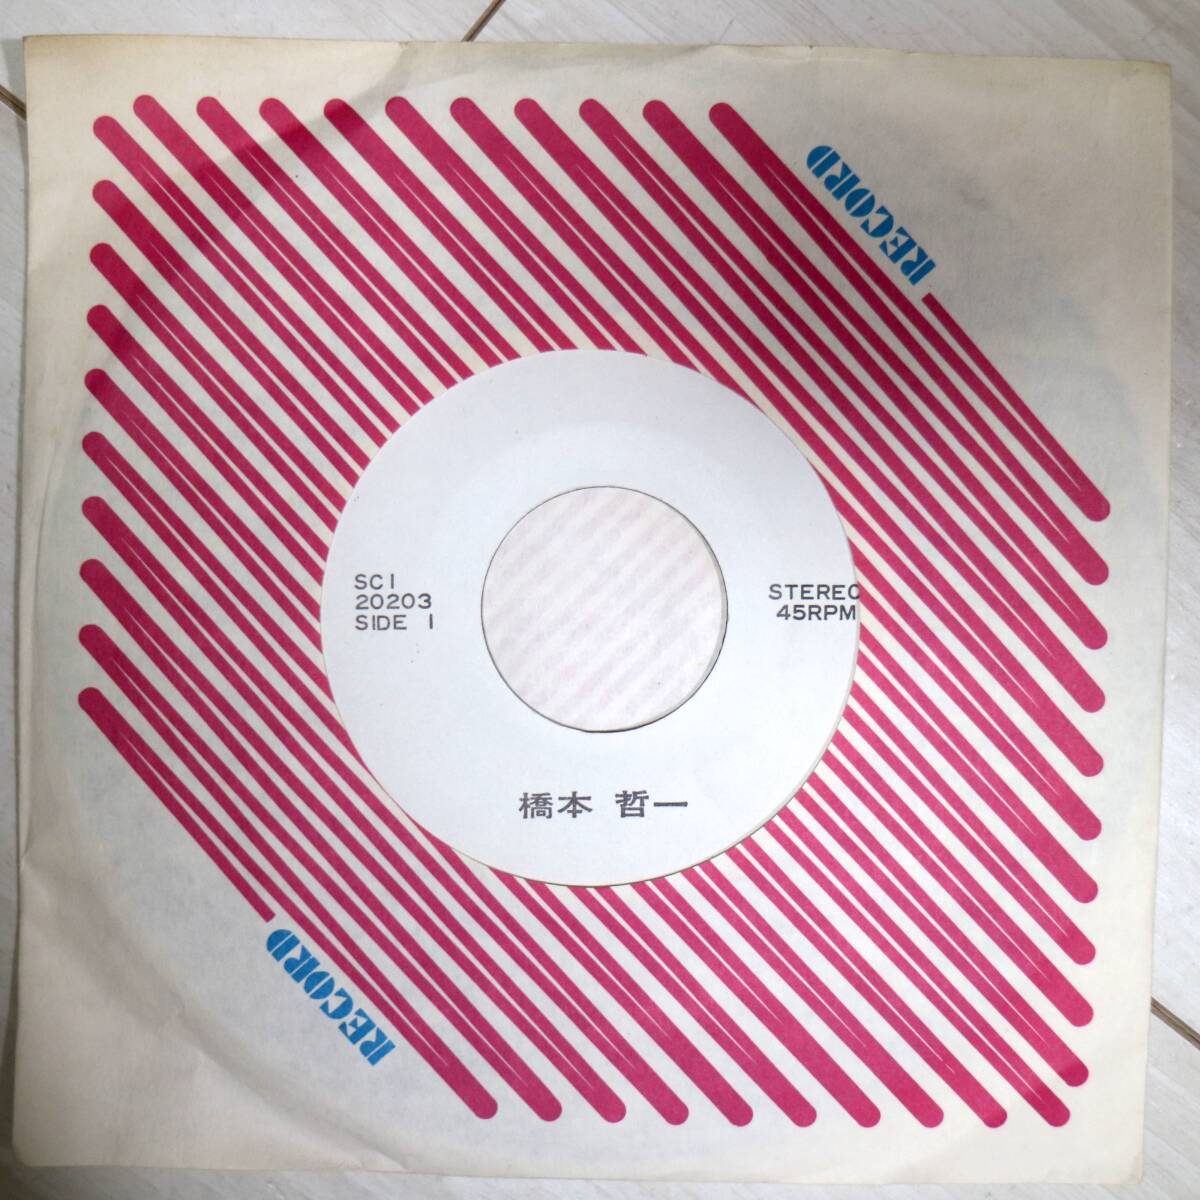 RECORD
SCI
20203
SIDE 1
STEREO
45RPM
橋本 哲一
RECORD